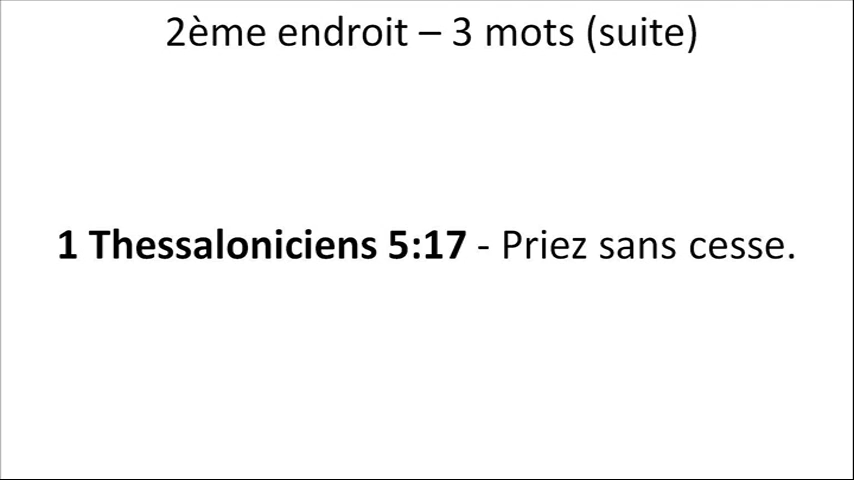 2ème endroit – 3 mots (suite)
1 Thessaloniciens 5:17 - Priez sans cesse.